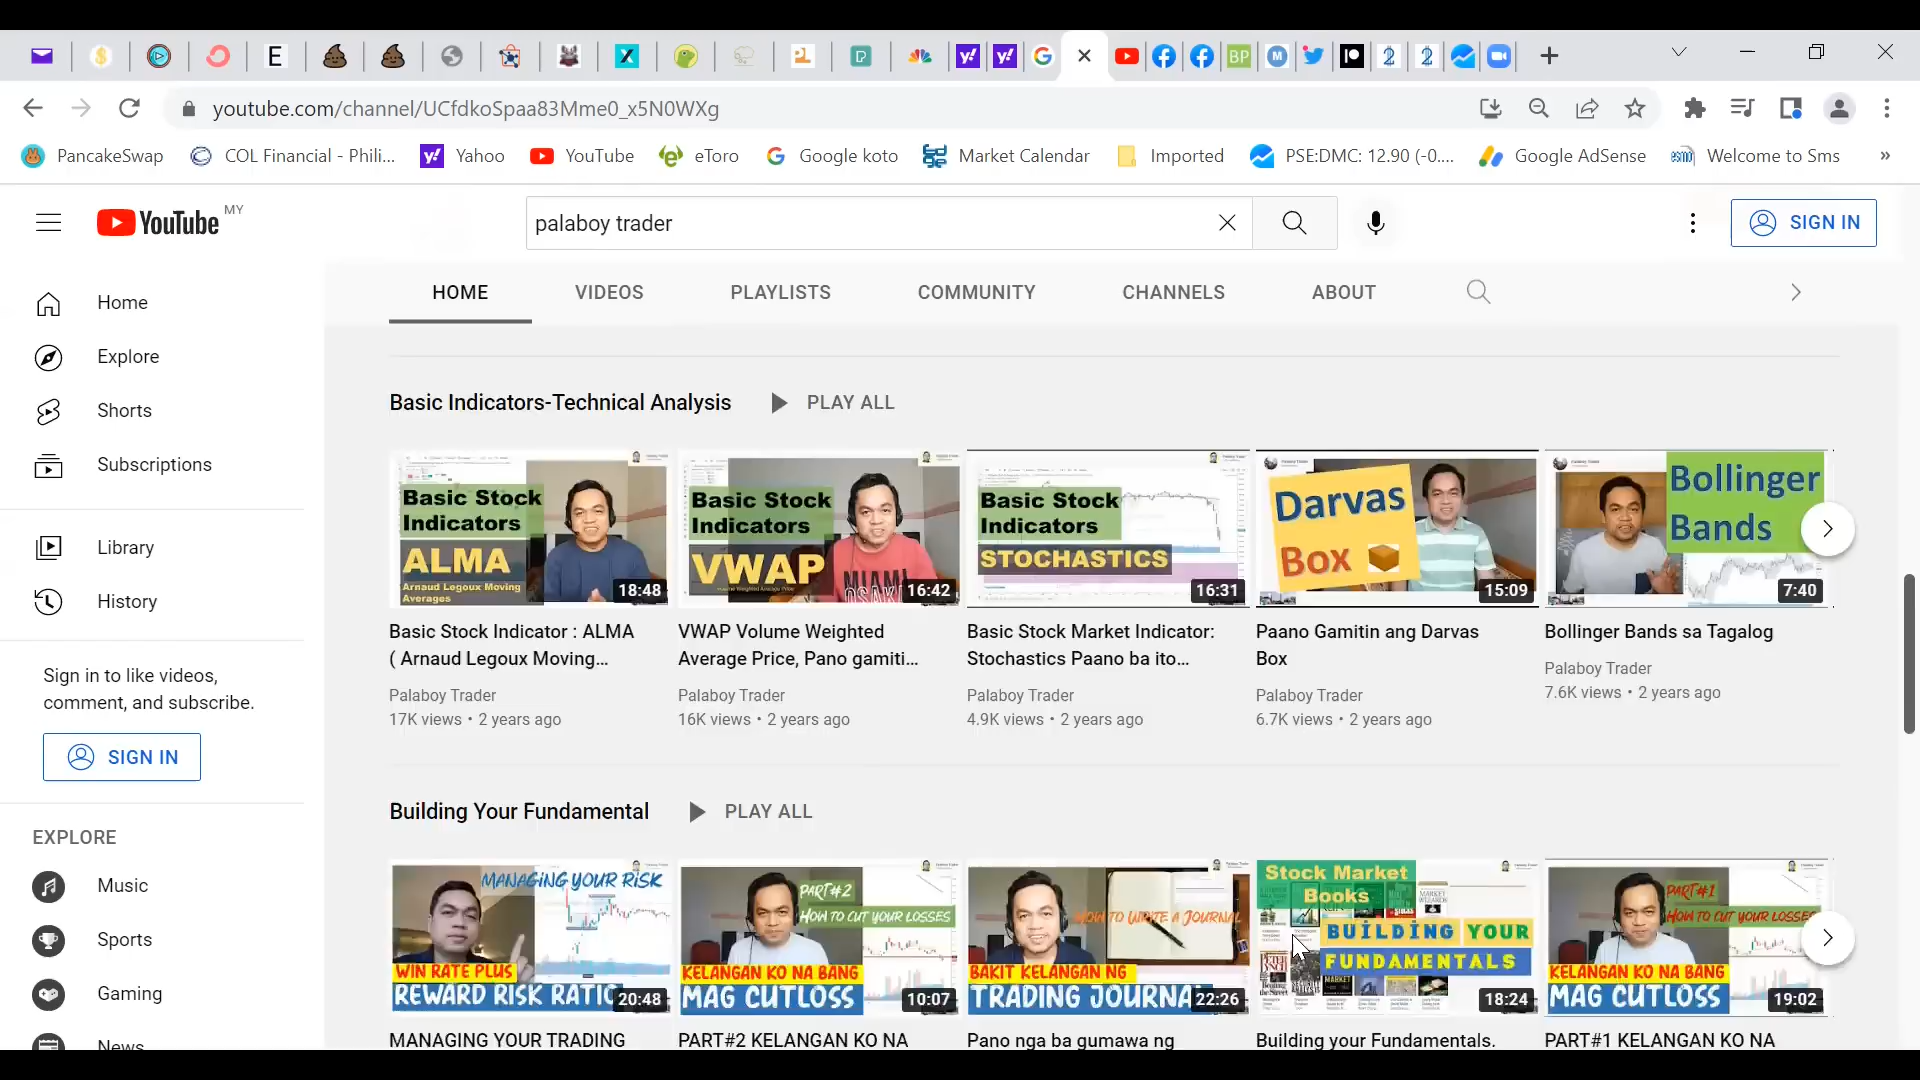 youtube.com/channel/UCfdkoSpaa83Mme0_x5N0WXg
PancakeSwap
COL Financial - Phili...
Yahoo
YouTube
eToro
Google koto
Market Calendar
Imported
PSE:DMC: 12.90 (-0....
Google AdSense
Welcome to Sms
»
YouTube MY
palaboy trader
SIGN IN
HOME
VIDEOS
PLAYLISTS
COMMUNITY
CHANNELS
ABOUT
Home
Explore
Shorts
Subscriptions
Library
History
Sign in to like videos,
comment, and subscribe.
SIGN IN
EXPLORE
Music
Sports
Gaming
News
Basic Indicators-Technical Analysis
PLAY ALL
Basic Stock
Indicators
ALMA
Arnaud Legoux Moving
Averages
18:48
Basic Stock Indicator : ALMA
( Arnaud Legoux Moving...
Palaboy Trader
17K views • 2 years ago
Basic Stock
Indicators
VWAP
16:42
VWAP Volume Weighted
Average Price, Pano gamiti...
Palaboy Trader
16K views • 2 years ago
Basic Stock
Indicators
STOCHASTICS
16:31
Basic Stock Market Indicator:
Stochastics Paano ba ito...
Palaboy Trader
4.9K views • 2 years ago
Darvas
Box
15:09
Paano Gamitin ang Darvas
Box
Palaboy Trader
6.7K views • 2 years ago
Bollinger
Bands
7:40
Bollinger Bands sa Tagalog
Palaboy Trader
7.6K views • 2 years ago
Building Your Fundamental
PLAY ALL
MANAGING YOUR RISK
WIN RATE PLUS
REWARD RISK RATIO
20:48
MANAGING YOUR TRADING
PART#2
HOW TO CUT YOUR LOSSES
KELANGAN KO NA BANG
MAG CUTLOSS
10:07
PART#2 KELANGAN KO NA
HOW TO WRITE A JOURNAL
BAKIT KELANGAN NG
TRADING JOURNA
22:26
Pano nga ba gumawa ng
Stock Market
Books
BUILDING YOUR
FUNDAMENTALS
18:24
Building your Fundamentals.
PART#1
HOW TO CUT YOUR LOSSES
KELANGAN KO NA BANG
MAG CUTLOSS
19:02
PART#1 KELANGAN KO NA